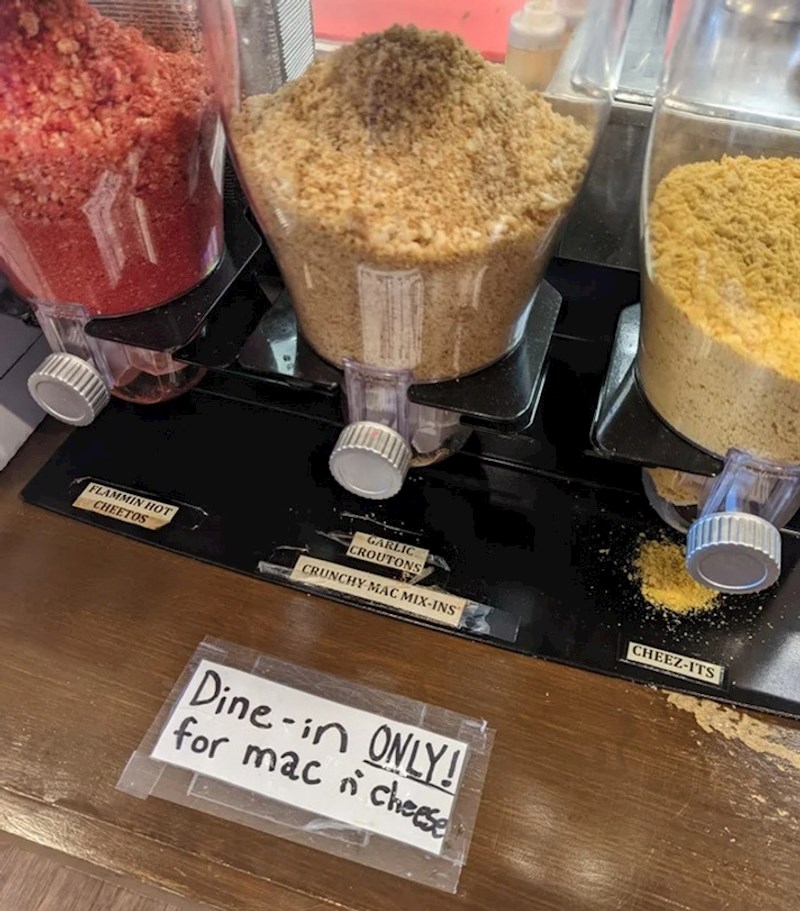 FLAMMIN HOT
CHEETOS
GARLIC
CROUTONS
CRUNCHY MAC MIX-INS
CHEEZ-ITS
Dine-in ONLY!
for mac n' cheese